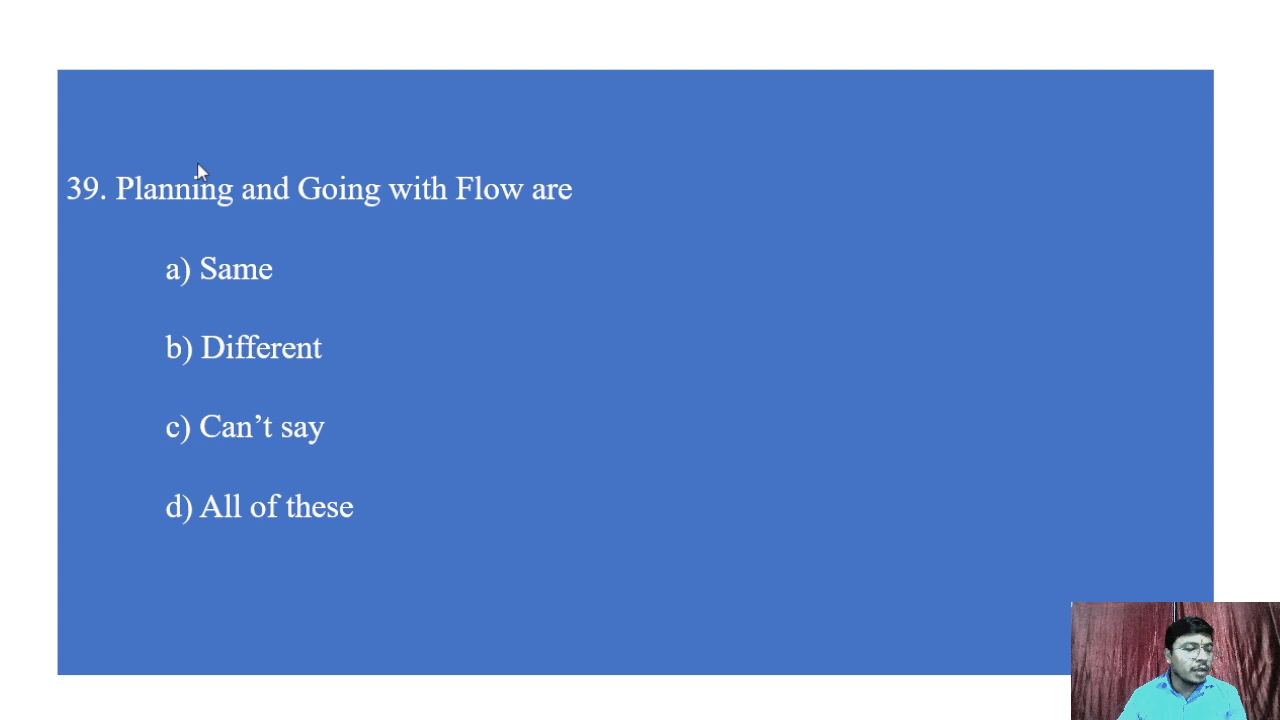 39. Planning and Going with Flow are
a) Same
b) Different
c) Can’t say
d) All of these